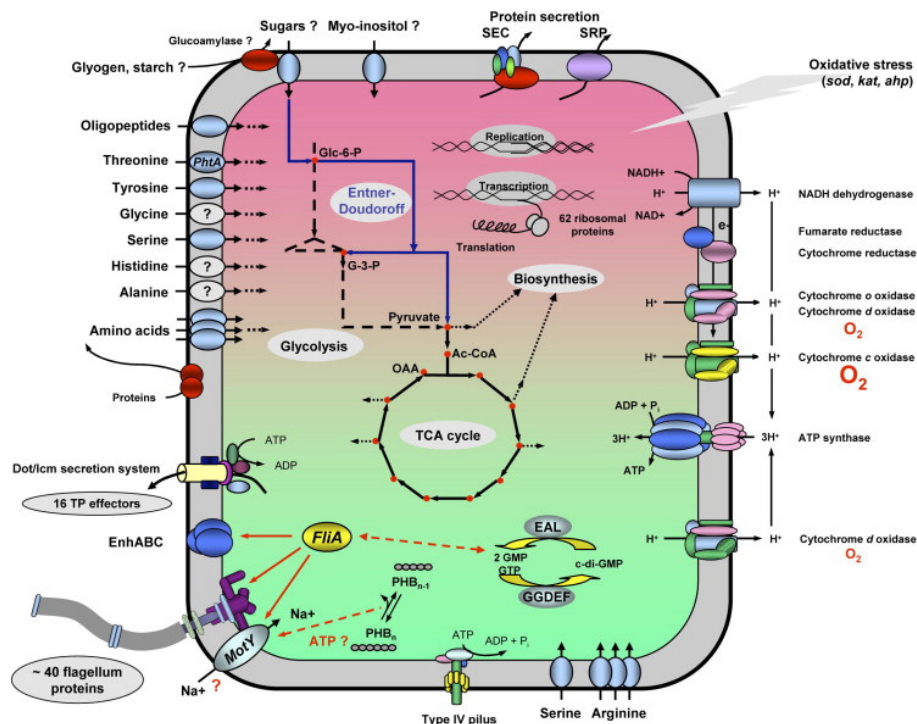 Sugars ? Myo-inositol ?
Protein secretion
SEC SRP
Glucoamylase ?
Glyogen, starch ?
Oxidative stress
(sod, kat, ahp)
Oligopeptides
Threonine
PhtA
Tyrosine
Glycine
?
Serine
Histidine
?
Alanine
?
Amino acids
Proteins
Glc-6-P
Entner-
Doudoroff
G-3-P
Pyruvate
Glycolysis
Ac-CoA
OAA
TCA cycle
Biosynthesis
Replication
Transcription
62 ribosomal
proteins
Translation
NADH+
H+
NAD+
H+
NADH dehydrogenase
e-
Fumarate reductase
Cytochrome reductase
H+
H+
Cytochrome o oxidase
Cytochrome d oxidase
O2
H+
H+
Cytochrome c oxidase
O2
ADP + Pi
3H+
3H+
ATP
ATP synthase
H+
H+
Cytochrome d oxidase
O2
ATP
ADP
Dot/Icm secretion system
16 TP effectors
EnhABC
FliA
EAL
2 GMP
GTP
c-di-GMP
GGDEF
PHBn-1
PHBn
ATP ?
Na+
MotY
Na+ ?
~ 40 flagellum
proteins
ATP
ADP + Pi
Type IV pilus
Serine Arginine